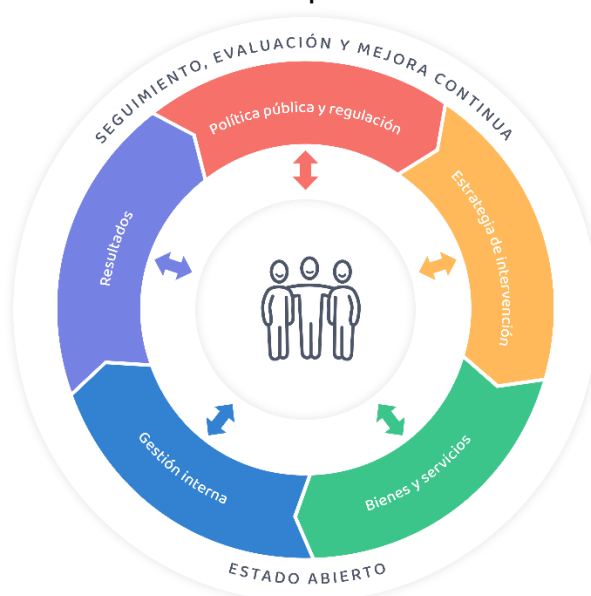 SEGUIMIENTO, EVALUACIÓN Y MEJORA CONTINUA
Política pública y regulación
Estrategia de intervención
Bienes y servicios
Gestión interna
Resultados
ESTADO ABIERTO